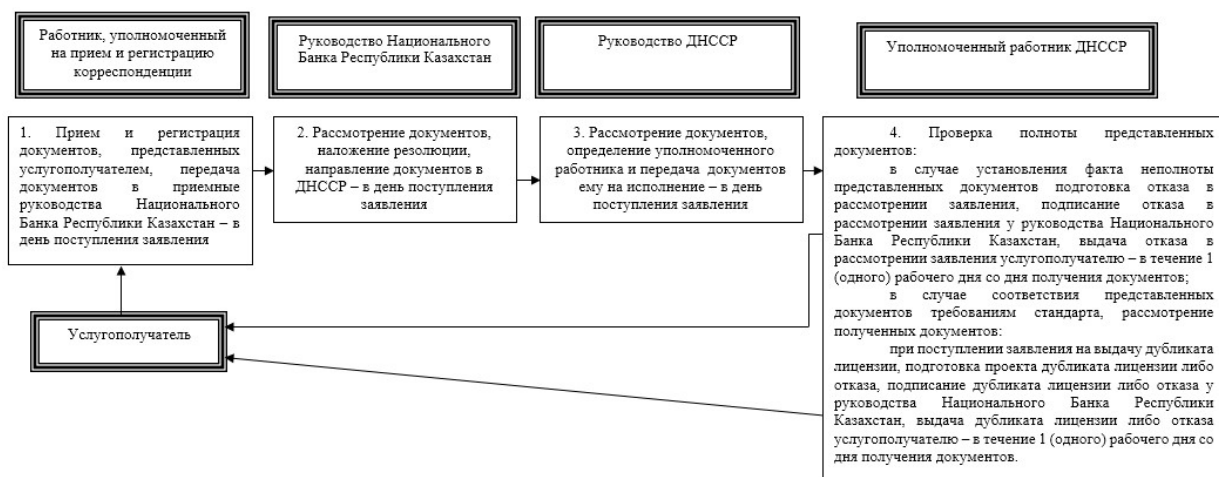 Работник, уполномоченный
на прием и регистрацию
корреспонденции
Руководство Национального
Банка Республики Казахстан
Руководство ДНССР
Уполномоченный работник ДНССР
1. Прием и регистрация
документов, представленных
услугополучателем, передача
документов в приемные
руководства Национального
Банка Республики Казахстан – в
день поступления заявления
2. Рассмотрение документов,
наложение резолюции,
направление документов в
ДНССР – в день поступления
заявления
3. Рассмотрение документов,
определение уполномоченного
работника и передача документов
ему на исполнение – в день
поступления заявления
4. Проверка полноты представленных
документов:
в случае установления факта неполноты
представленных документов подготовка отказа в
рассмотрении заявления, подписание отказа в
рассмотрении заявления у руководства Национального
Банка Республики Казахстан, выдача отказа в
рассмотрении заявления услугополучателю – в течение 1
(одного) рабочего дня со дня получения документов;
в случае соответствия представленных
документов требованиям стандарта, рассмотрение
полученных документов:
при поступлении заявления на выдачу дубликата
лицензии, подготовка проекта дубликата лицензии либо
отказа, подписание дубликата лицензии либо отказа у
руководства Национального Банка Республики
Казахстан, выдача дубликата лицензии либо отказа
услугополучателю – в течение 1 (одного) рабочего дня со
дня получения документов.
Услугополучатель